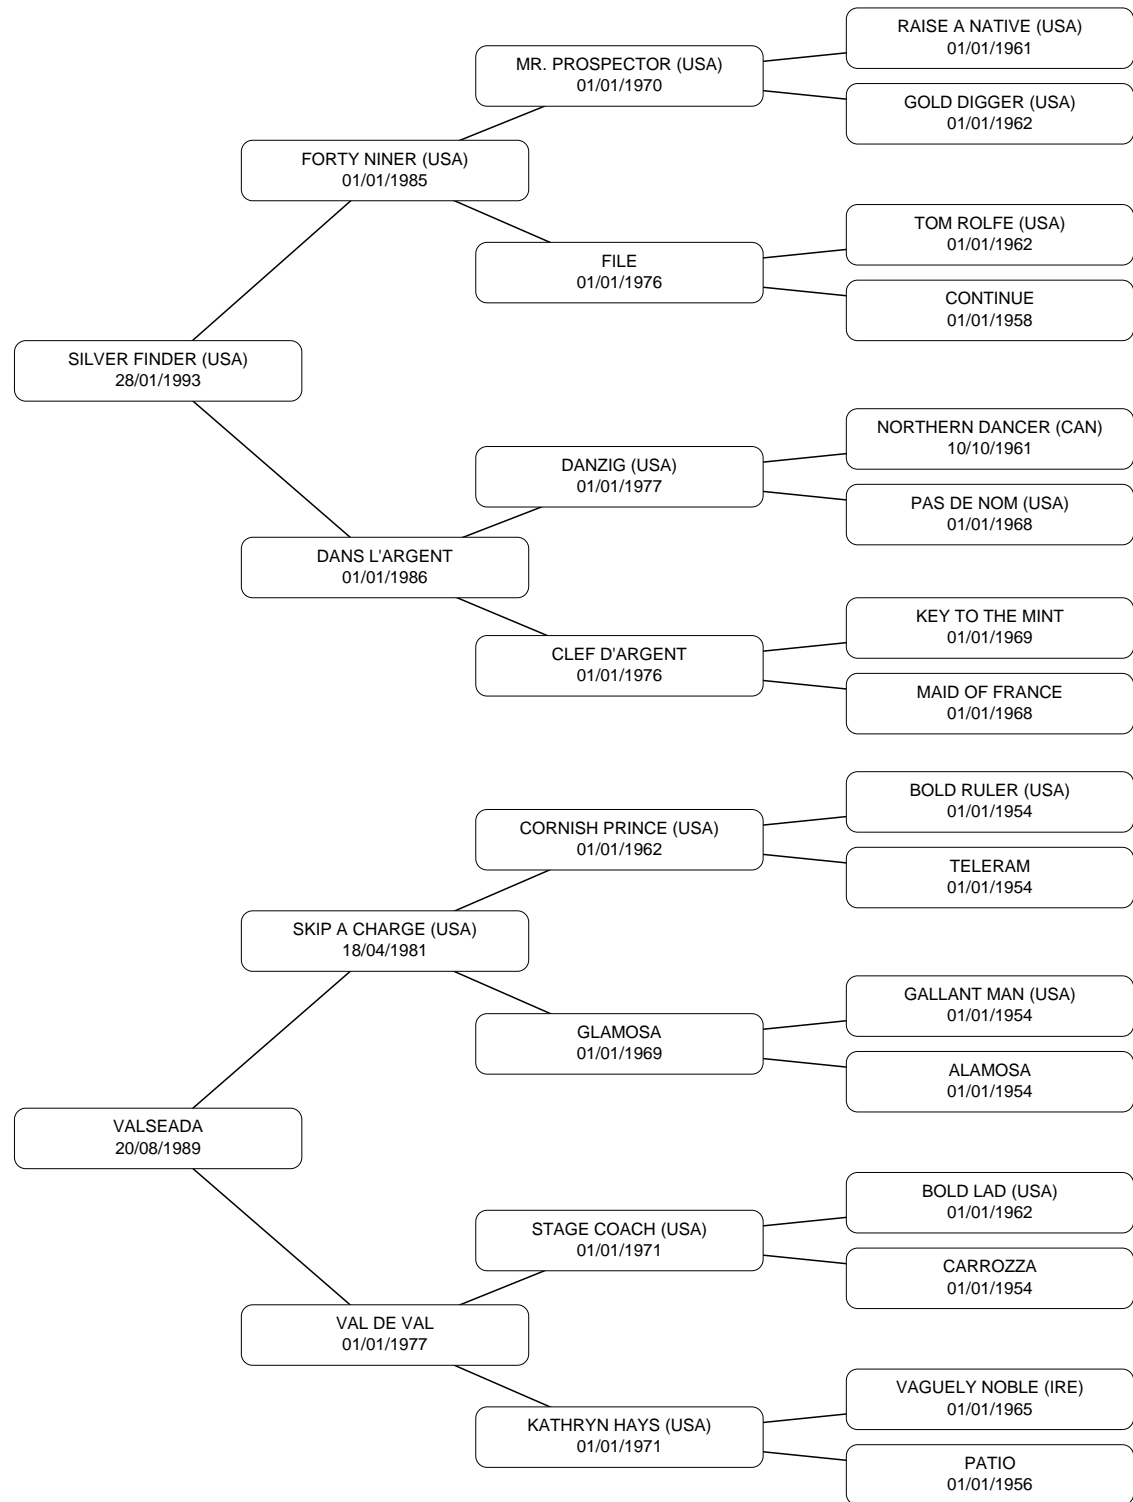 RAISE A NATIVE (USA)
01/01/1961
MR. PROSPECTOR (USA)
01/01/1970
GOLD DIGGER (USA)
01/01/1962
FORTY NINER (USA)
01/01/1985
TOM ROLFE (USA)
01/01/1962
FILE
01/01/1976
CONTINUE
01/01/1958
SILVER FINDER (USA)
28/01/1993
NORTHERN DANCER (CAN)
10/10/1961
DANZIG (USA)
01/01/1977
PAS DE NOM (USA)
01/01/1968
DANS L'ARGENT
01/01/1986
KEY TO THE MINT
01/01/1969
CLEF D'ARGENT
01/01/1976
MAID OF FRANCE
01/01/1968
BOLD RULER (USA)
01/01/1954
CORNISH PRINCE (USA)
01/01/1962
TELERAM
01/01/1954
SKIP A CHARGE (USA)
18/04/1981
GALLANT MAN (USA)
01/01/1954
GLAMOSA
01/01/1969
ALAMOSA
01/01/1954
VALSEADA
20/08/1989
BOLD LAD (USA)
01/01/1962
STAGE COACH (USA)
01/01/1971
CARROZZA
01/01/1954
VAL DE VAL
01/01/1977
VAGUELY NOBLE (IRE)
01/01/1965
KATHRYN HAYS (USA)
01/01/1971
PATIO
01/01/1956